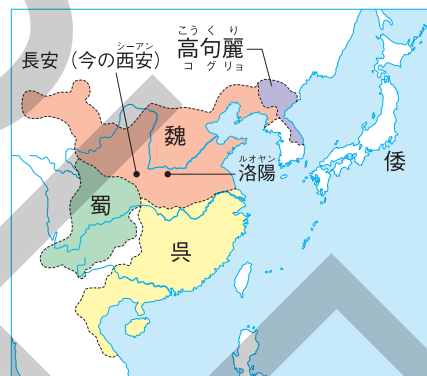 長安（今の西安）
シーアン
高句麗
こうくり
コグリョ
魏
洛陽
ルオヤン
倭
蜀
呉